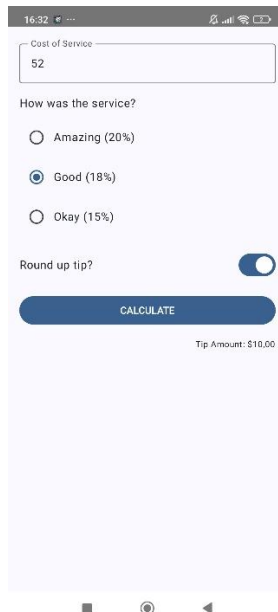 16:32 ...
Cost of Service
52
How was the service?
Amazing (20%)
Good (18%)
Okay (15%)
Round up tip?
CALCULATE
Tip Amount: $10,00